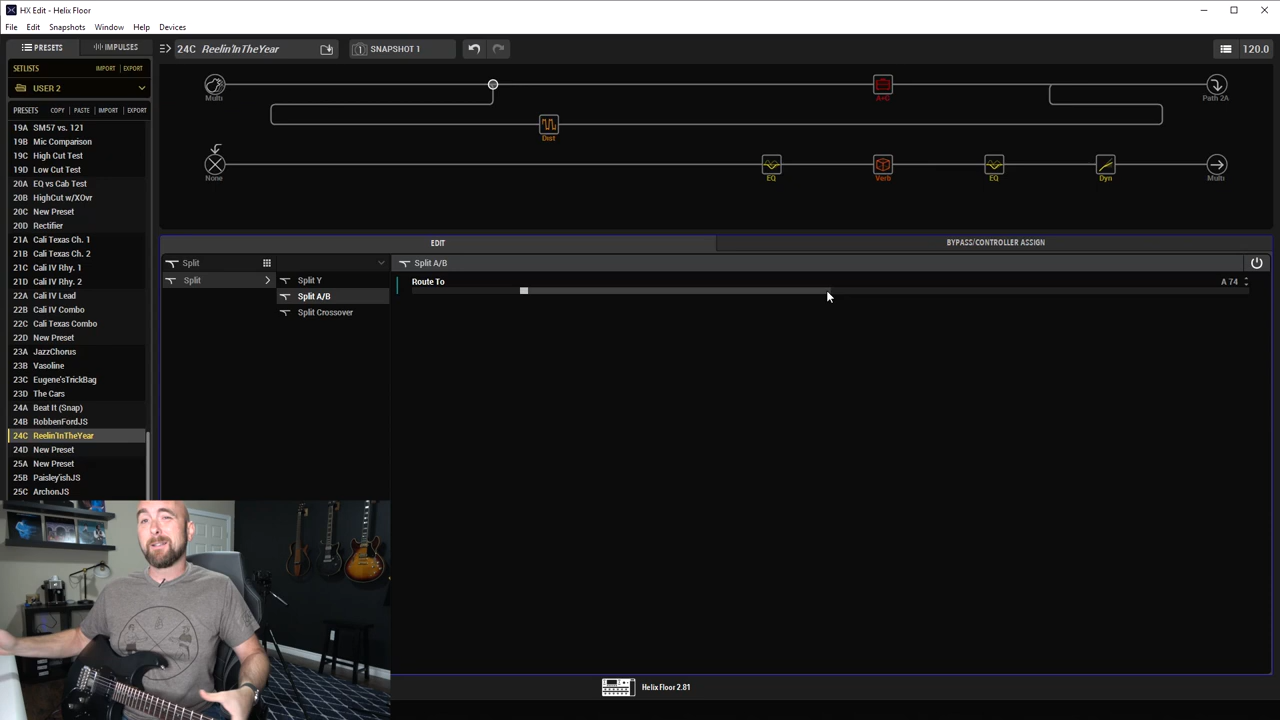 HX Edit - Helix Floor
File Edit Snapshots Window Help Devices
PRESETS IMPULSES
24C Reelin'InTheYear
1 SNAPSHOT 1
120.0
SETLISTS IMPORT EXPORT
USER 2
PRESETS COPY PASTE IMPORT EXPORT
19A SM57 vs. 121
19B Mic Comparison
19C High Cut Test
19D Low Cut Test
20A EQ vs Cab Test
20B HighCut w/XOvr
20C New Preset
20D Rectifier
21A Cali Texas Ch. 1
21B Cali Texas Ch. 2
21C Cali IV Rhy. 1
21D Cali IV Rhy. 2
22A Cali IV Lead
22B Cali IV Combo
22C Cali Texas Combo
22D New Preset
23A JazzChorus
23B Vasoline
23C Eugene'sTrickBag
23D The Cars
24A Beat It (Snap)
24B RobbenFordJS
24C Reelin'InTheYear
24D New Preset
25A New Preset
25B Paisley'ishJS
25C ArchonJS
Multi
A+C
Path 2A
Dist
None
EQ
Verb
EQ
Dyn
Multi
EDIT
BYPASS/CONTROLLER ASSIGN
Split
Split
Split Y
Split A/B
Split Crossover
Split A/B
Route To
A 74
Helix Floor 2.81